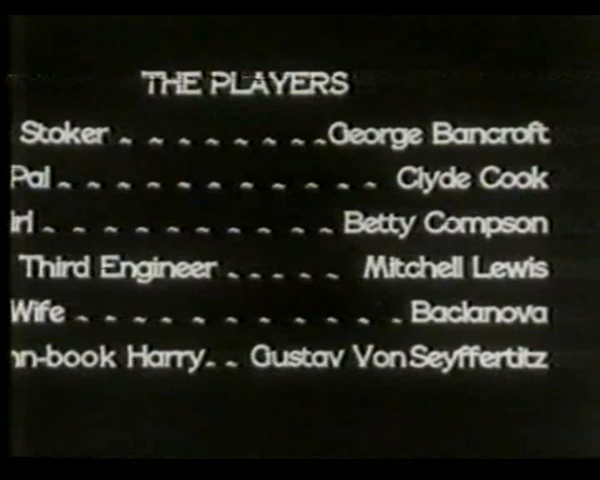 THE PLAYERS
Stoker ~ ~ ~ ~ ~ ~ ~ ~ George Bancroft
Pal ~ ~ ~ ~ ~ ~ ~ ~ ~ ~ ~ Clyde Cook
irl ~ ~ ~ ~ ~ ~ ~ ~ ~ ~ Betty Compson
Third Engineer ~ ~ ~ ~ ~ Mitchell Lewis
Wife ~ ~ ~ ~ ~ ~ ~ ~ ~ ~ ~ ~ Baclanova
n-book Harry ~ ~ Gustav Von Seyffertitz